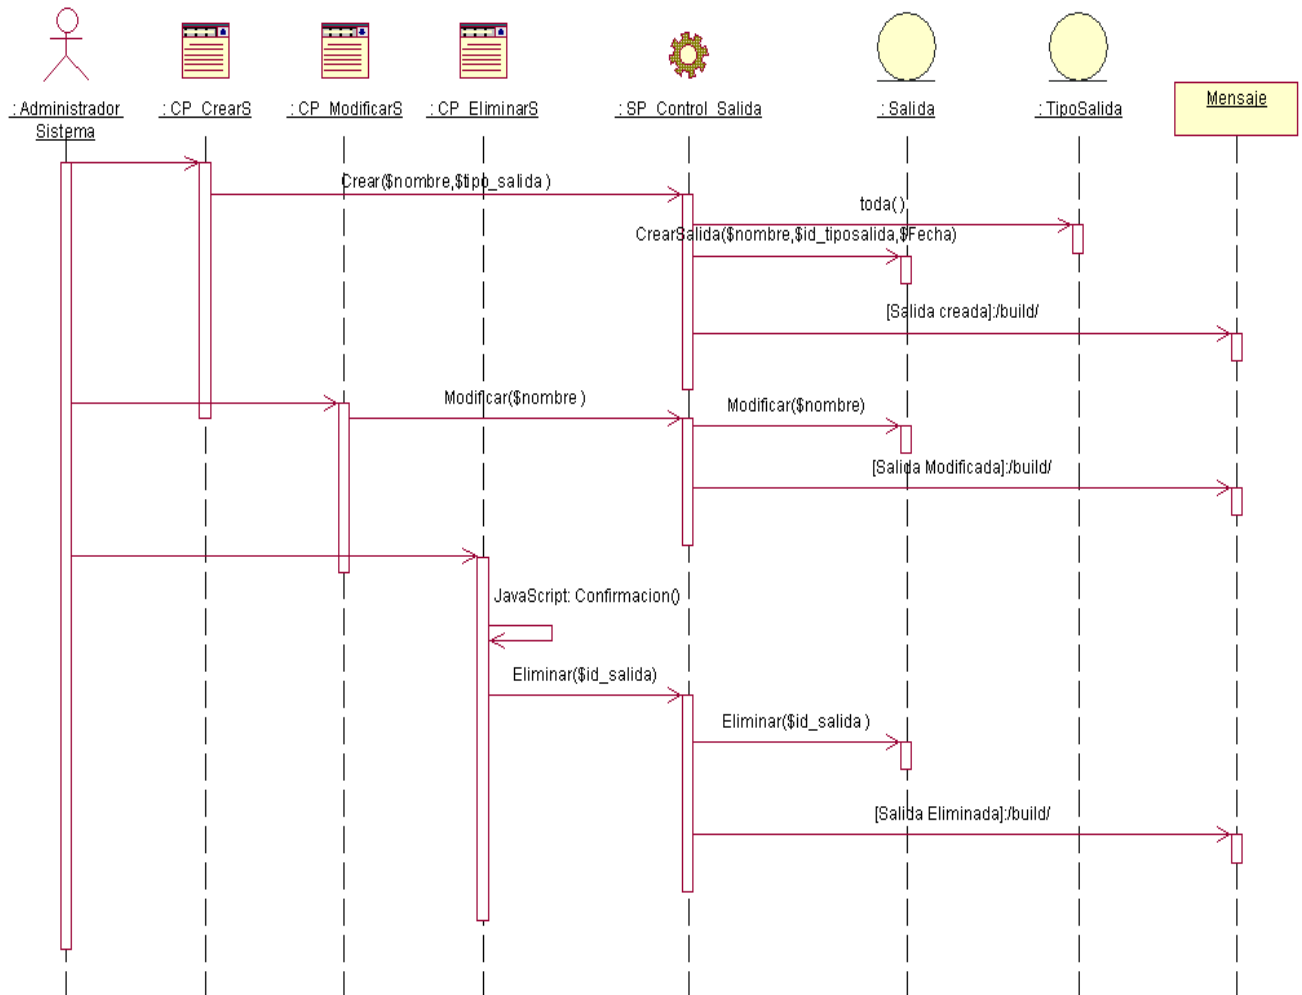 : Administrador
Sistema
: CP_CrearS
: CP_ModificarS
: CP_EliminarS
: SP_Control_Salida
: Salida
: TipoSalida
Mensaje
Crear($nombre,$tipo_salida )
toda()
CrearSalida($nombre,$id_tiposalida,$Fecha)
[Salida creada]:/build/
Modificar($nombre )
Modificar($nombre)
[Salida Modificada]:/build/
JavaScript: Confirmacion()
Eliminar($id_salida)
Eliminar($id_salida )
[Salida Eliminada]:/build/